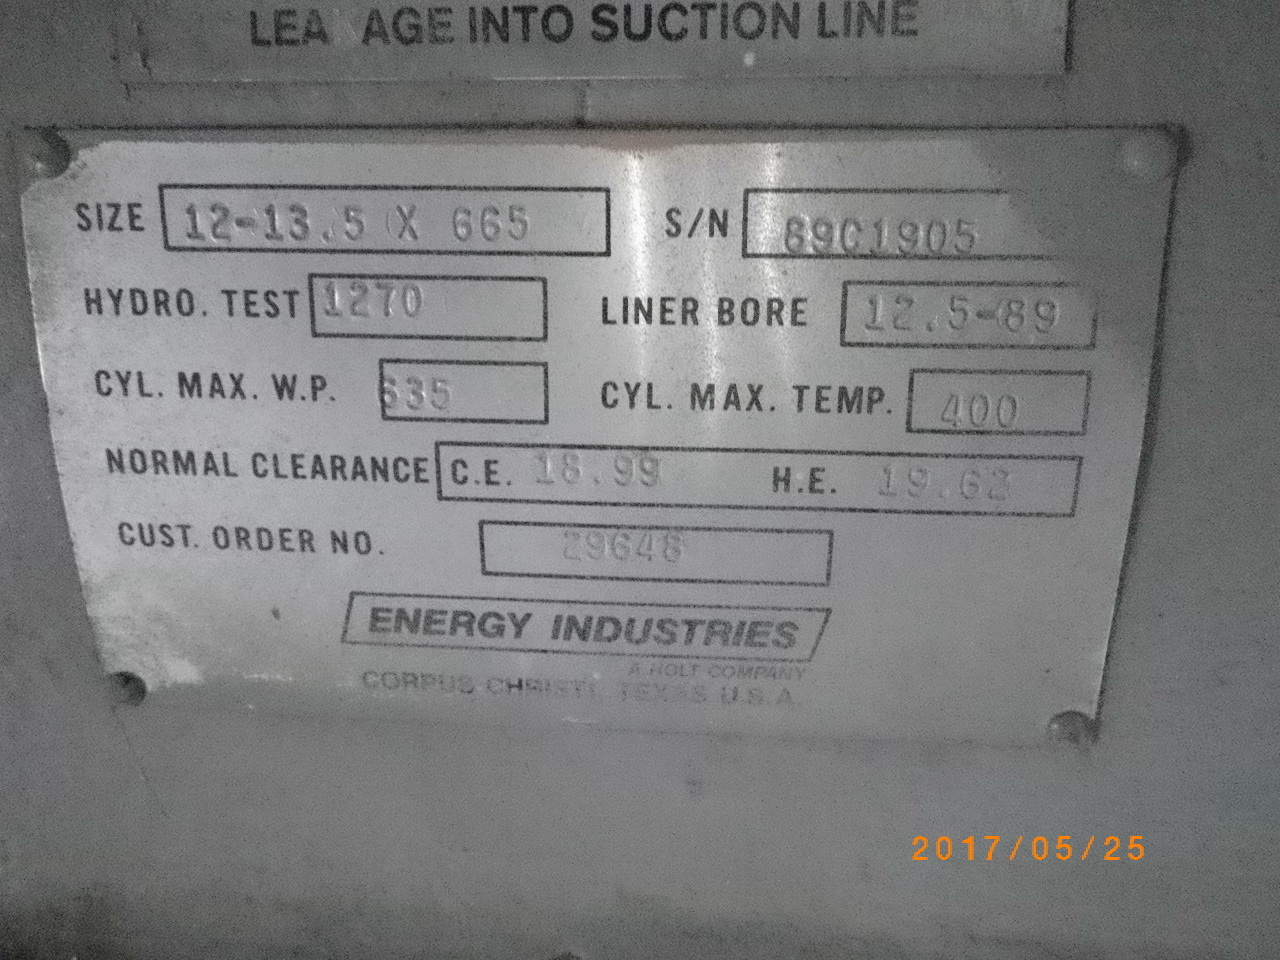 LEA AGE INTO SUCTION LINE
SIZE 12-13.5 X 665 S/N 89C1905
HYDRO. TEST 1270 LINER BORE 12.5-89
CYL. MAX. W.P. 635 CYL. MAX. TEMP. 400
NORMAL CLEARANCE C.E. 18.99 H.E. 19.62
CUST. ORDER NO. 29648
ENERGY INDUSTRIES
A HOLT COMPANY
CORPUS CHRISTI, TEXAS U.S.A.
2017/05/25